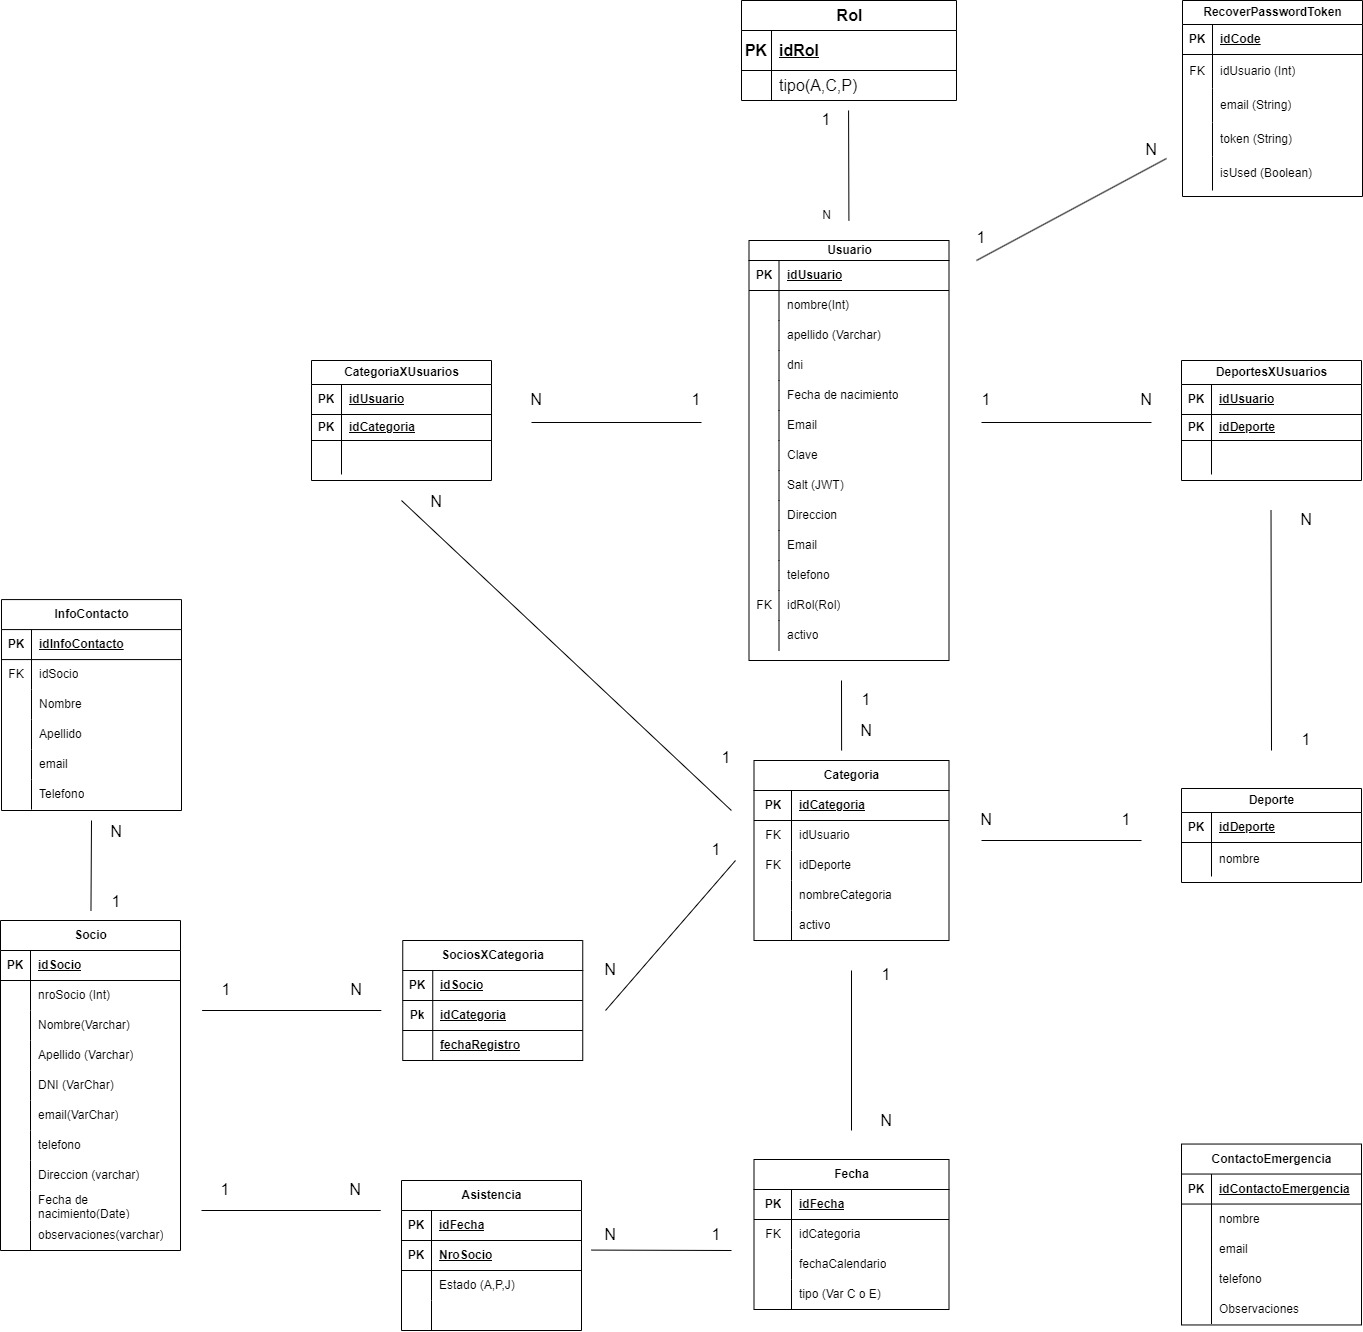 Rol
PK idRol
tipo(A,C,P)
1
N
RecoverPasswordToken
PK idCode
FK idUsuario (Int)
email (String)
token (String)
isUsed (Boolean)
N
1
Usuario
PK idUsuario
nombre(Int)
apellido (Varchar)
dni
Fecha de nacimiento
Email
Clave
Salt (JWT)
Direccion
Email
telefono
FK idRol(Rol)
activo
CategoriaXUsuarios
PK idUsuario
PK idCategoria
N 1
N
1
DeportesXUsuarios
PK idUsuario
PK idDeporte
1 N
N
1
InfoContacto
PK idInfoContacto
FK idSocio
Nombre
Apellido
email
Telefono
N
1
1
N
Categoria
PK idCategoria
FK idUsuario
FK idDeporte
nombreCategoria
activo
N 1
Deporte
PK idDeporte
nombre
Socio
PK idSocio
nroSocio (Int)
Nombre(Varchar)
Apellido (Varchar)
DNI (VarChar)
email(VarChar)
telefono
Direccion (varchar)
Fecha de
nacimiento(Date)
observaciones(varchar)
1 N
SociosXCategoria
PK idSocio
Pk idCategoria
fechaRegistro
1
N
1
N
1 N
Asistencia
PK idFecha
PK NroSocio
Estado (A,P,J)
N 1
Fecha
PK idFecha
FK idCategoria
fechaCalendario
tipo (Var C o E)
ContactoEmergencia
PK idContactoEmergencia
nombre
email
telefono
Observaciones